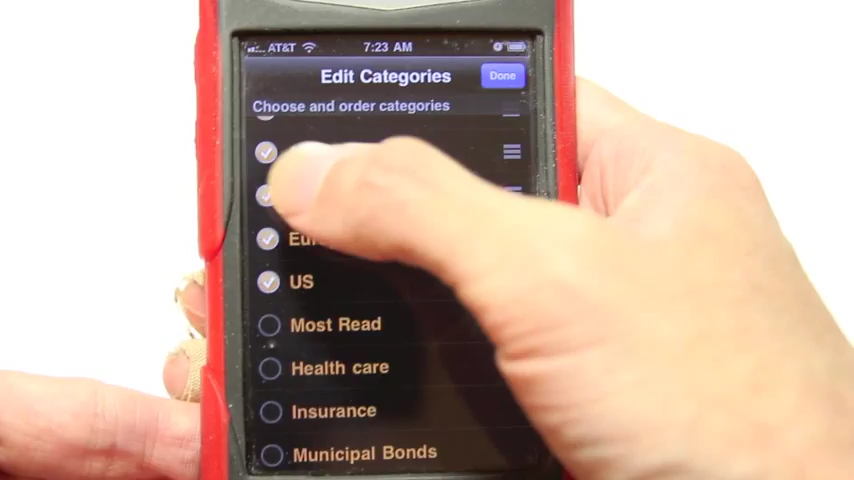 AT&T 7:23 AM
Edit Categories Done
Choose and order categories
US
Most Read
Health care
Insurance
Municipal Bonds